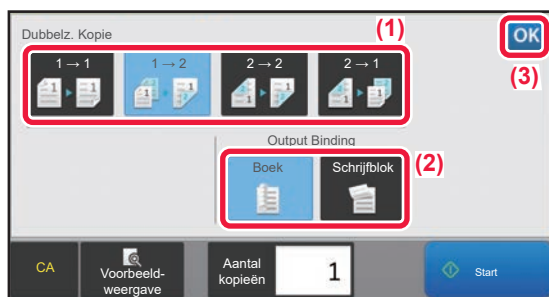 Dubbelz. Kopie
(1)
OK
(3)
1 → 1
1 → 2
2 → 2
2 → 1
Output Binding
Boek
Schrijfblok
(2)
CA
Voorbeeld-
weergave
Aantal
kopieën
1
Start